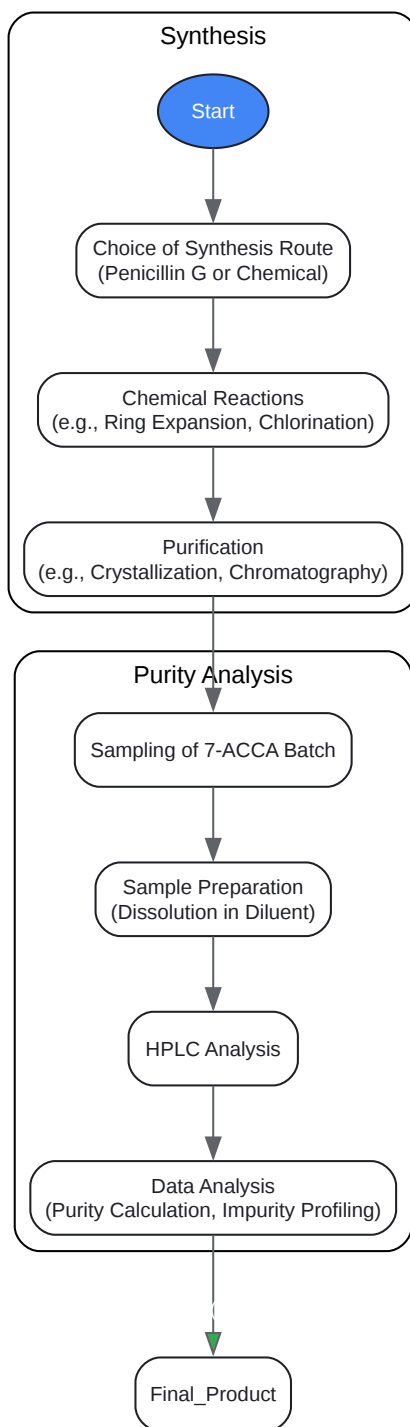 Synthesis
Start
Choice of Synthesis Route
(Penicillin G or Chemical)
Chemical Reactions
(e.g., Ring Expansion, Chlorination)
Purification
(e.g., Crystallization, Chromatography)
Purity Analysis
Sampling of 7-ACCA Batch
Sample Preparation
(Dissolution in Diluent)
HPLC Analysis
Data Analysis
(Purity Calculation, Impurity Profiling)
Final_Product